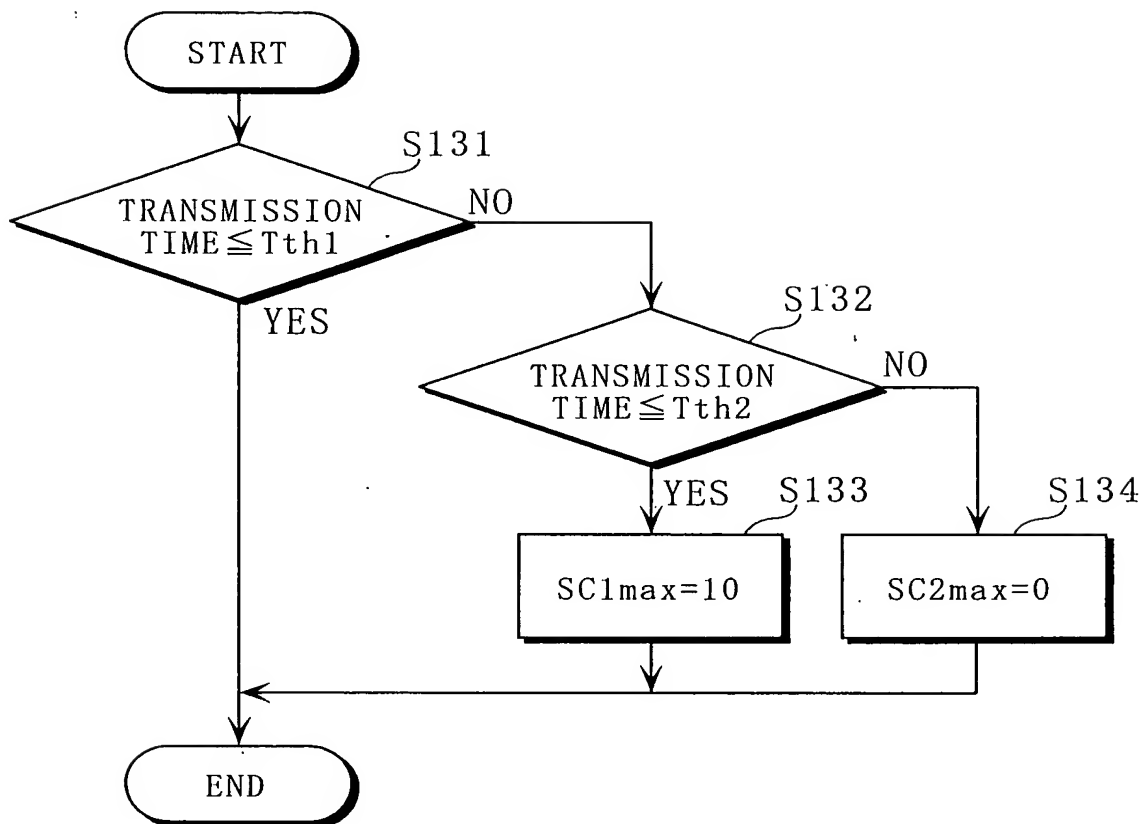 START
S131
TRANSMISSION
TIME≦Tth1
NO
YES
S132
TRANSMISSION
TIME≦Tth2
NO
YES
S133
S134
SC1max=10
SC2max=0
END